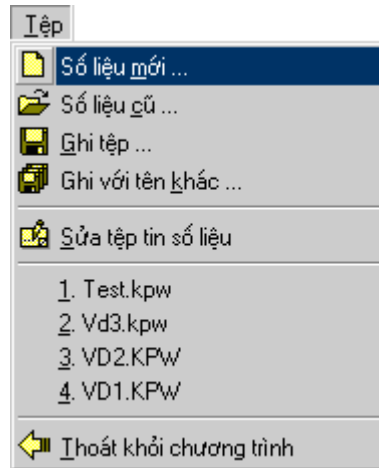 Tệp
Số liệu mới ...
Số liệu cũ ...
Ghi tệp ...
Ghi với tên khác ...
Sửa tệp tin số liệu
1. Test.kpw
2. Vd3.kpw
3. VD2.KPW
4. VD1.KPW
Thoát khỏi chương trình